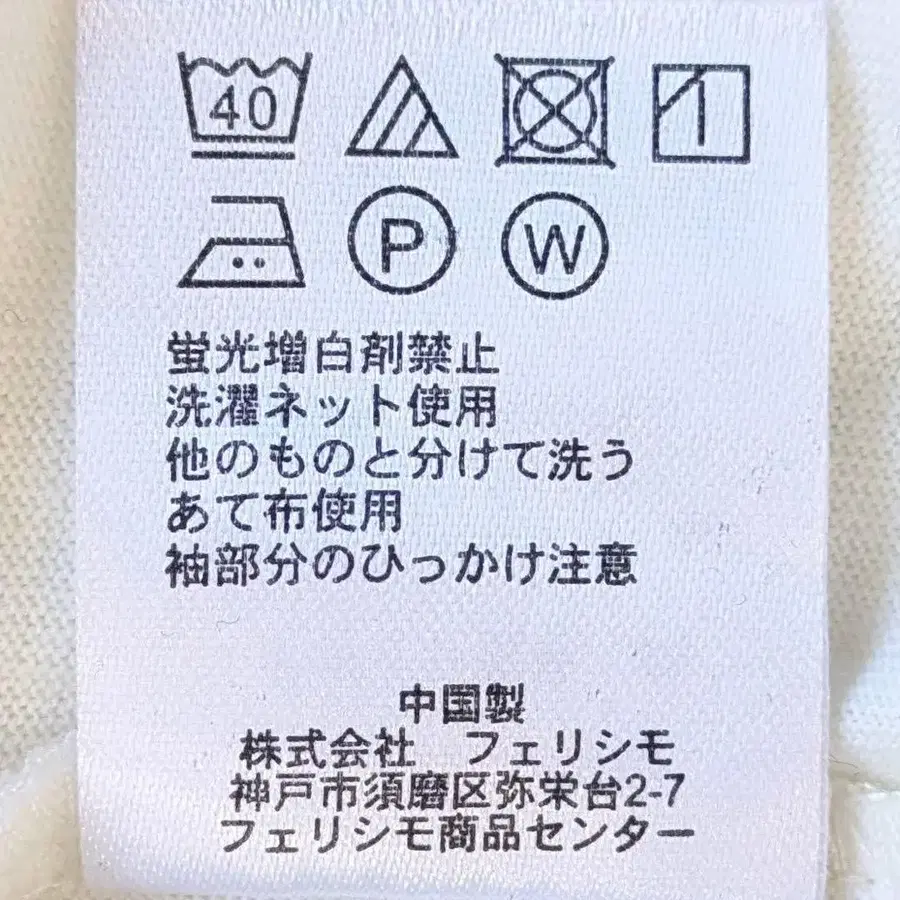 40
P W
蛍光増白剤禁止
洗濯ネット使用
他のものと分けて洗う
あて布使用
袖部分のひっかけ注意
中国製
株式会社 フェリシモ
神戸市須磨区弥栄台2-7
フェリシモ商品センター